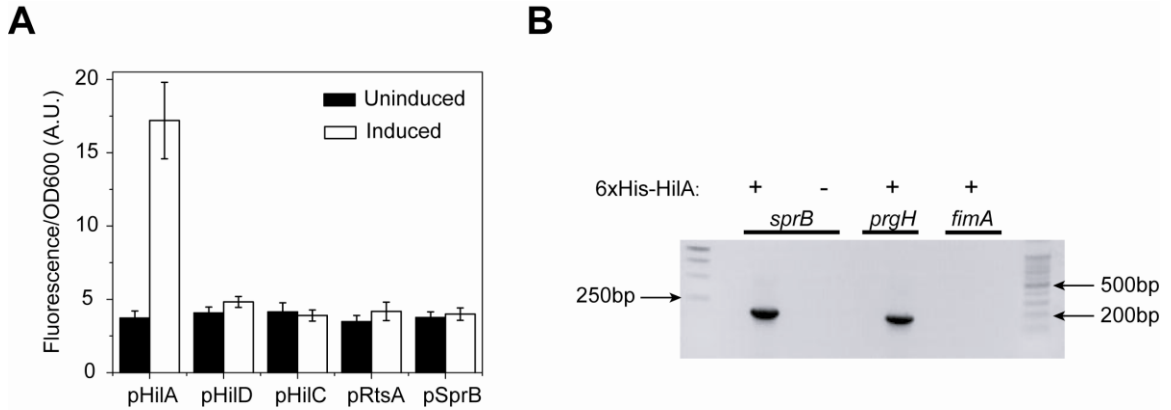 A
B
20
15
10
5
0
Fluorescence/OD600 (A.U.)
Uninduced
Induced
pHilA pHilD pHilC pRtsA pSprB
6xHis-HilA: + - + +
sprB prgH fimA
250bp
500bp
200bp